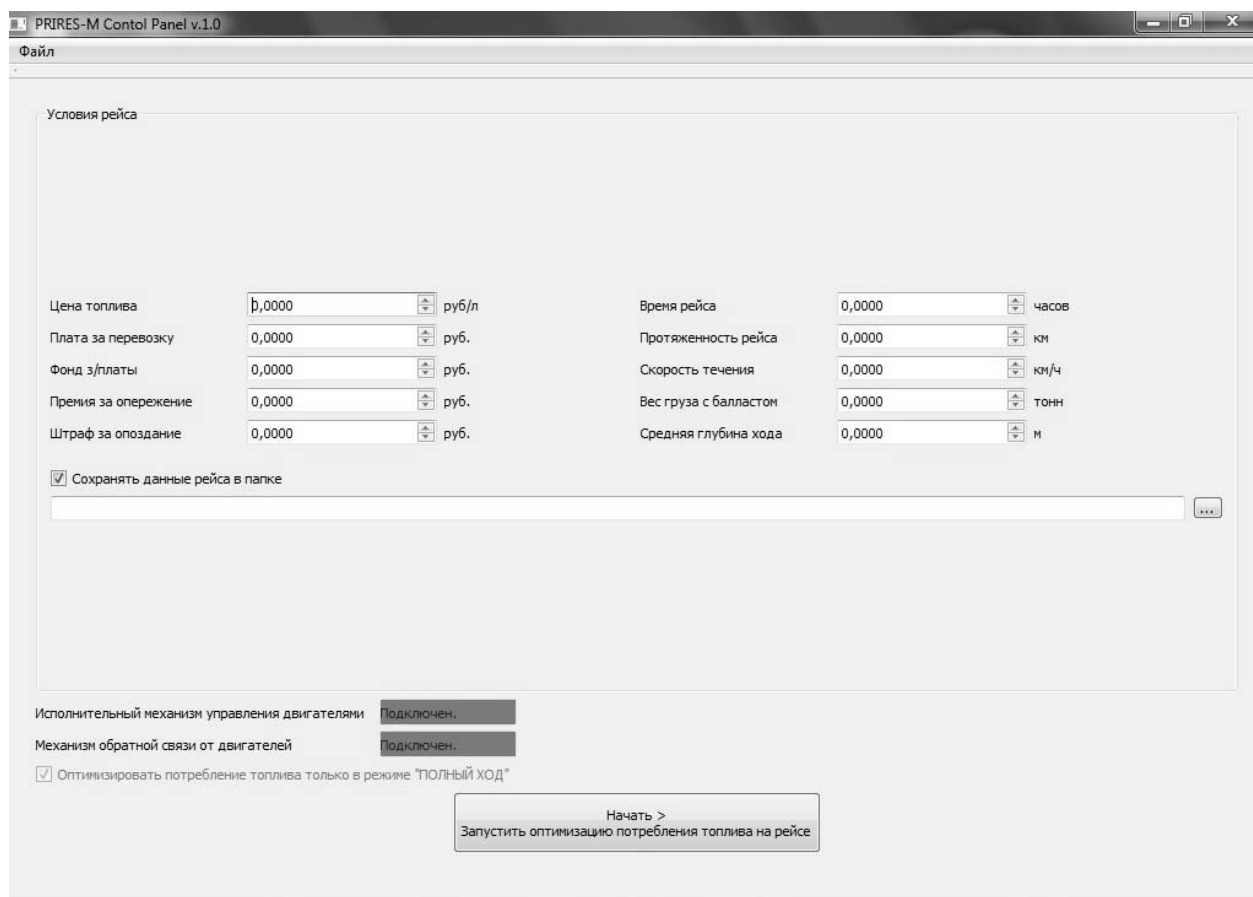 PRIRES-M Contol Panel v.1.0
Файл
Условия рейса
Цена топлива 0,0000 руб/л Время рейса 0,0000 часов
Плата за перевозку 0,0000 руб. Протяженность рейса 0,0000 км
Фонд з/платы 0,0000 руб. Скорость течения 0,0000 км/ч
Премия за опережение 0,0000 руб. Вес груза с балластом 0,0000 тонн
Штраф за опоздание 0,0000 руб. Средняя глубина хода 0,0000 м
Сохранять данные рейса в папке
...
Исполнительный механизм управления двигателями Подключен.
Механизм обратной связи от двигателей Подключен.
Оптимизировать потребление топлива только в режиме "ПОЛНЫЙ ХОД"
Начать >
Запустить оптимизацию потребления топлива на рейсе